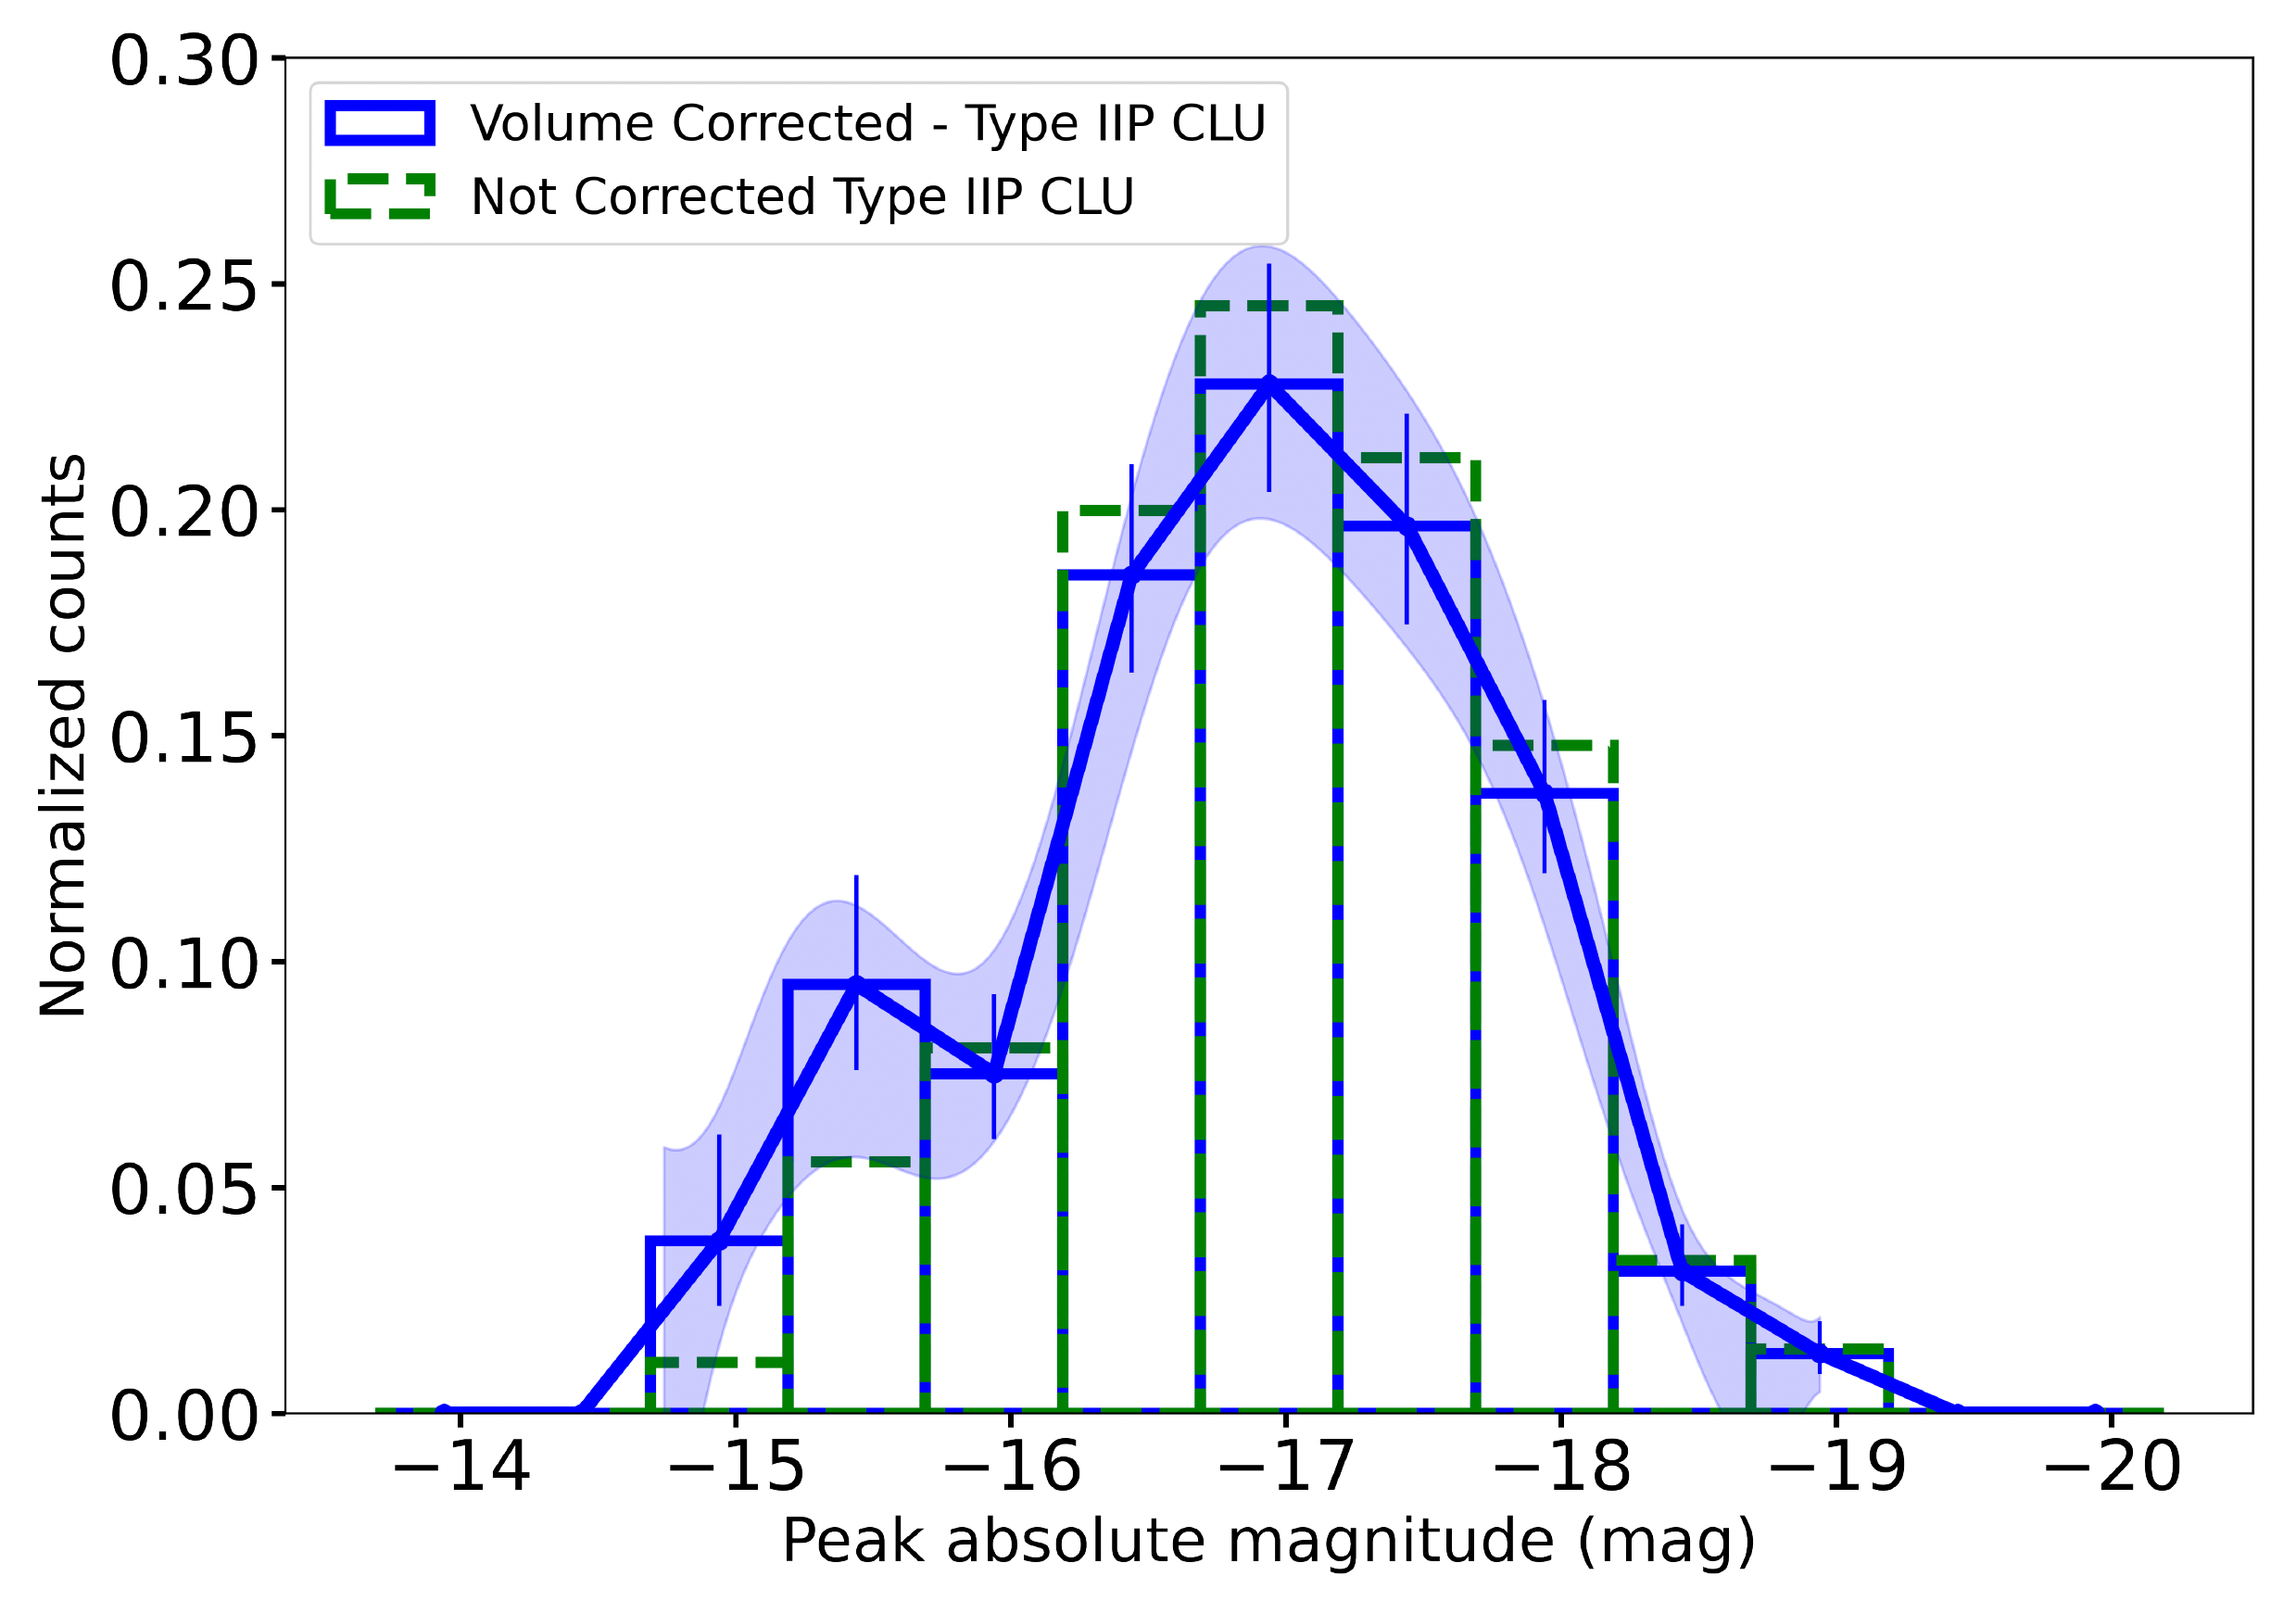 Volume Corrected - Type IIP CLU
Not Corrected Type IIP CLU
Normalized counts
0.30
0.25
0.20
0.15
0.10
0.05
0.00
−14 −15 −16 −17 −18 −19 −20
Peak absolute magnitude (mag)